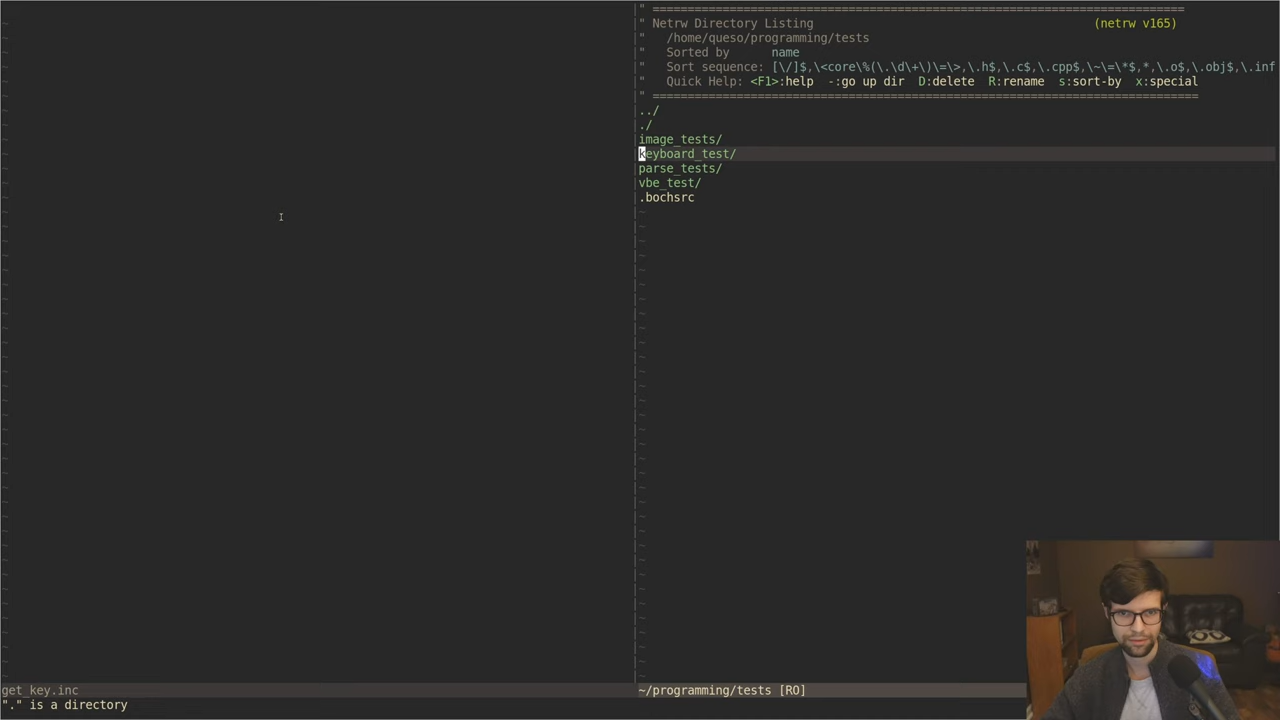 " ============================================================================
" Netrw Directory Listing                                        (netrw v165)
"   /home/queso/programming/tests
"   Sorted by      name
"   Sort sequence: [\/]$,\<core\%(\.\d\+\)\=\>,\.h$,\.c$,\.cpp$,\~\=\*$,*,\.o$,\.obj$,\.inf
"   Quick Help: <F1>:help  -:go up dir  D:delete  R:rename  s:sort-by  x:special
" ==============================================================================
../
./
image_tests/
keyboard_test/
parse_tests/
vbe_test/
.bochsrc
get_key.inc
~/programming/tests [RO]
"." is a directory